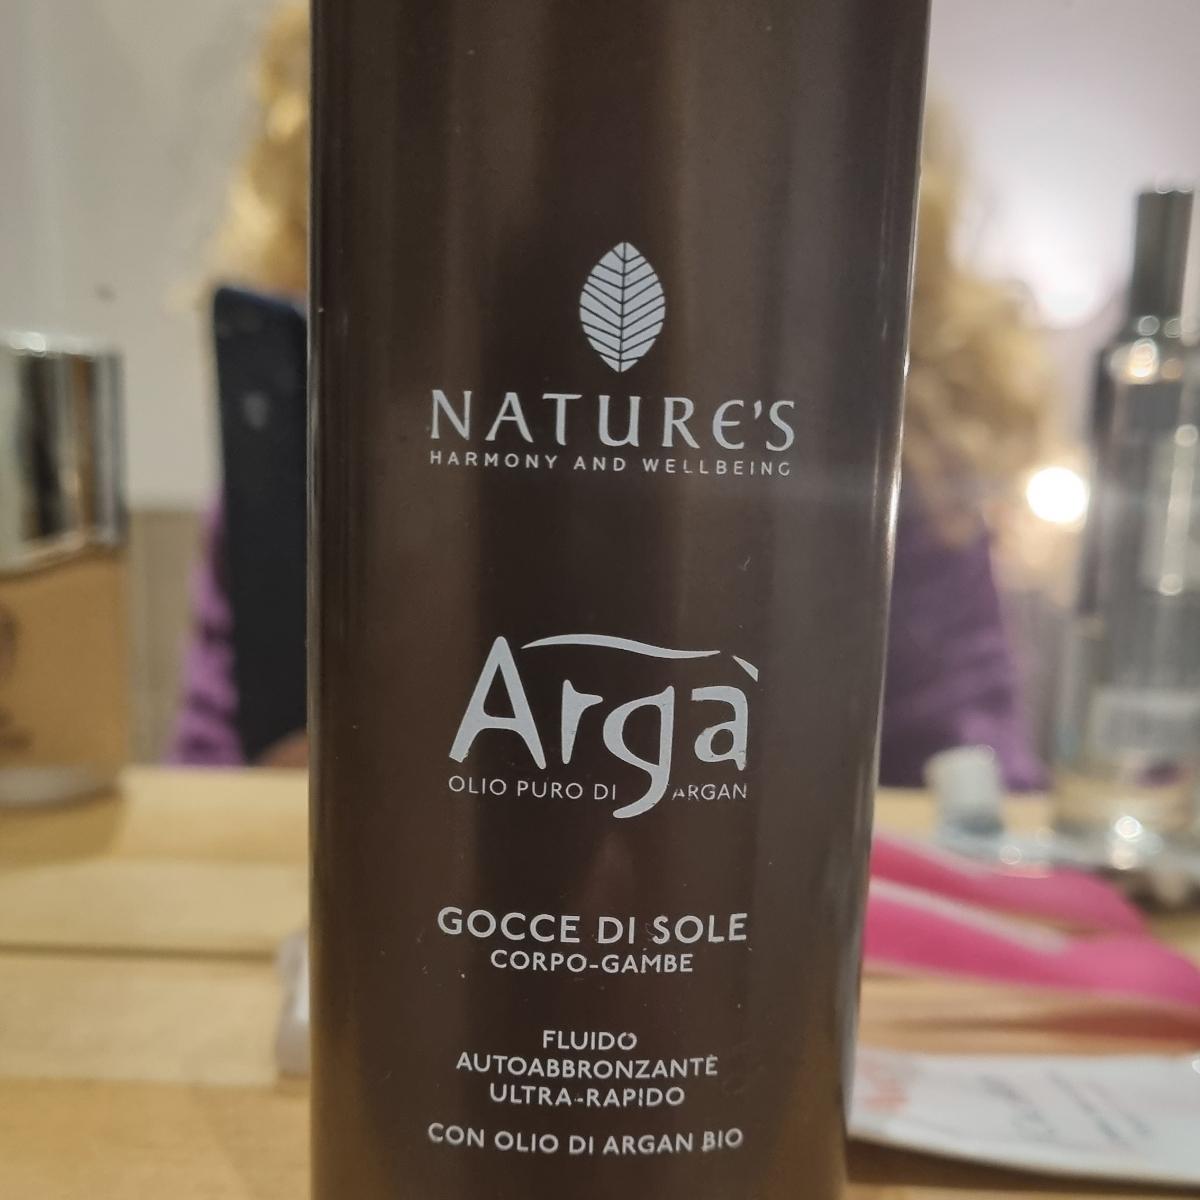 NATURE'S
HARMONY AND WELLBEING
Argà
OLIO PURO DI ARGAN
GOCCE DI SOLE
CORPO-GAMBE
FLUIDO
AUTOABBRONZANTE
ULTRA-RAPIDO
CON OLIO DI ARGAN BIO